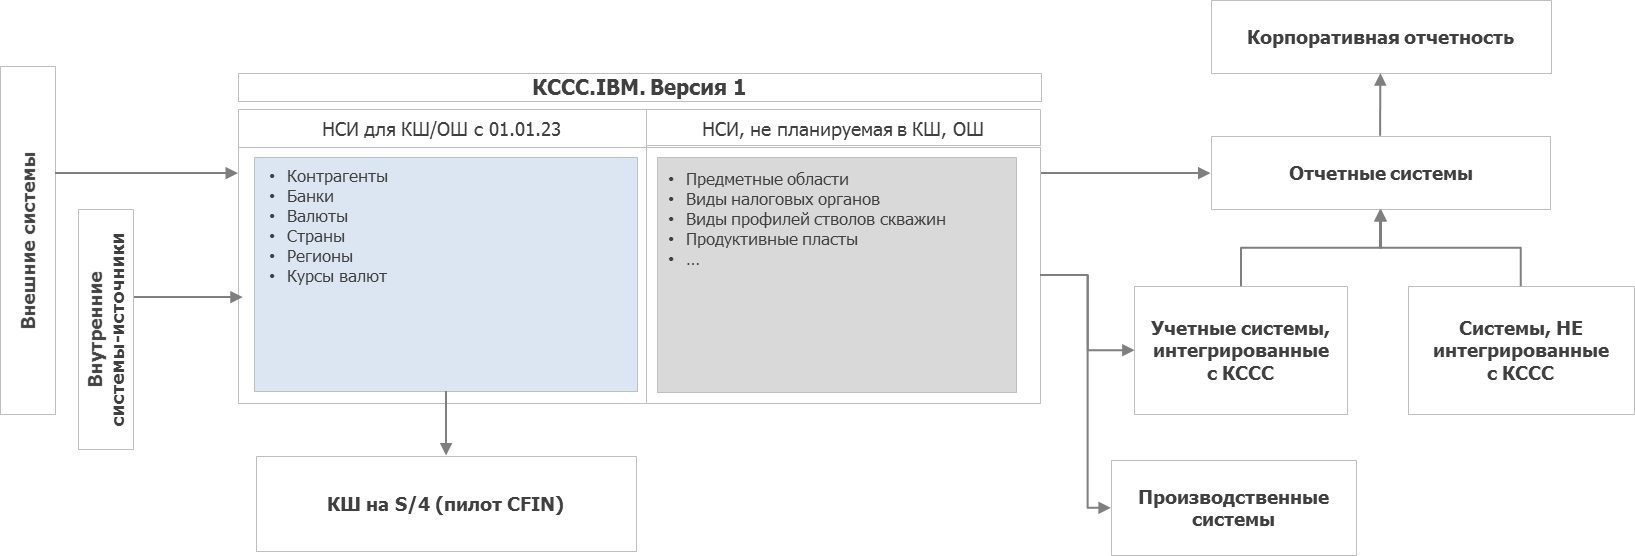 Корпоративная отчетность
КССС.IBM. Версия 1
НСИ для КШ/ОШ с 01.01.23
НСИ, не планируемая в КШ, ОШ
Внешние системы
Внутренние
системы-источники
• Контрагенты
• Банки
• Валюты
• Страны
• Регионы
• Курсы валют
• Предметные области
• Виды налоговых органов
• Виды профилей стволов скважин
• Продуктивные пласты
• ...
Отчетные системы
Учетные системы,
интегрированные
с КССС
Системы, НЕ
интегрированные
с КССС
КШ на S/4 (пилот CFIN)
Производственные
системы